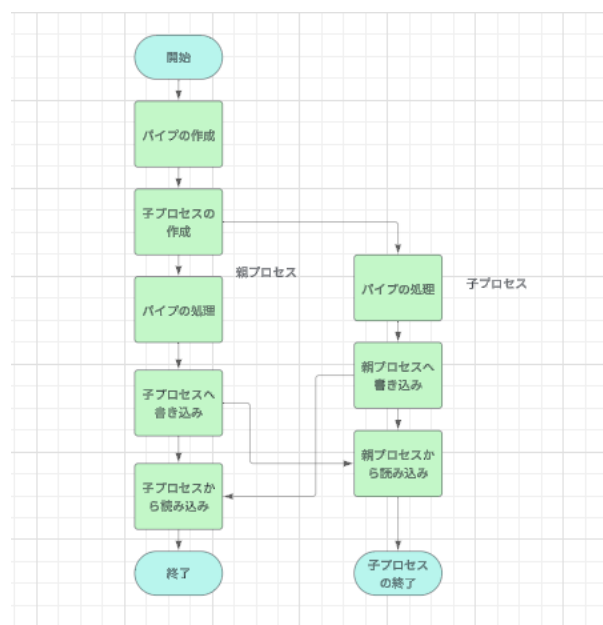 開始
パイプの作成
子プロセスの
作成
親プロセス
パイプの処理
子プロセスへ
書き込み
子プロセスか
ら読み込み
終了
パイプの処理
子プロセス
親プロセスへ
書き込み
親プロセスか
ら読み込み
子プロセス
の終了